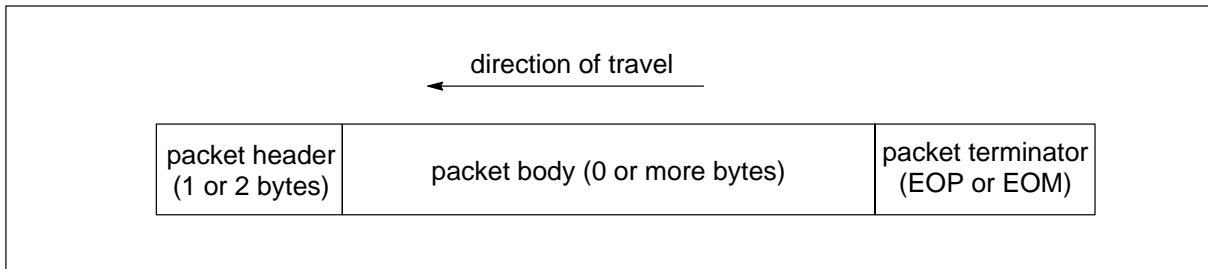 direction of travel
packet header
(1 or 2 bytes)
packet body (0 or more bytes)
packet terminator
(EOP or EOM)